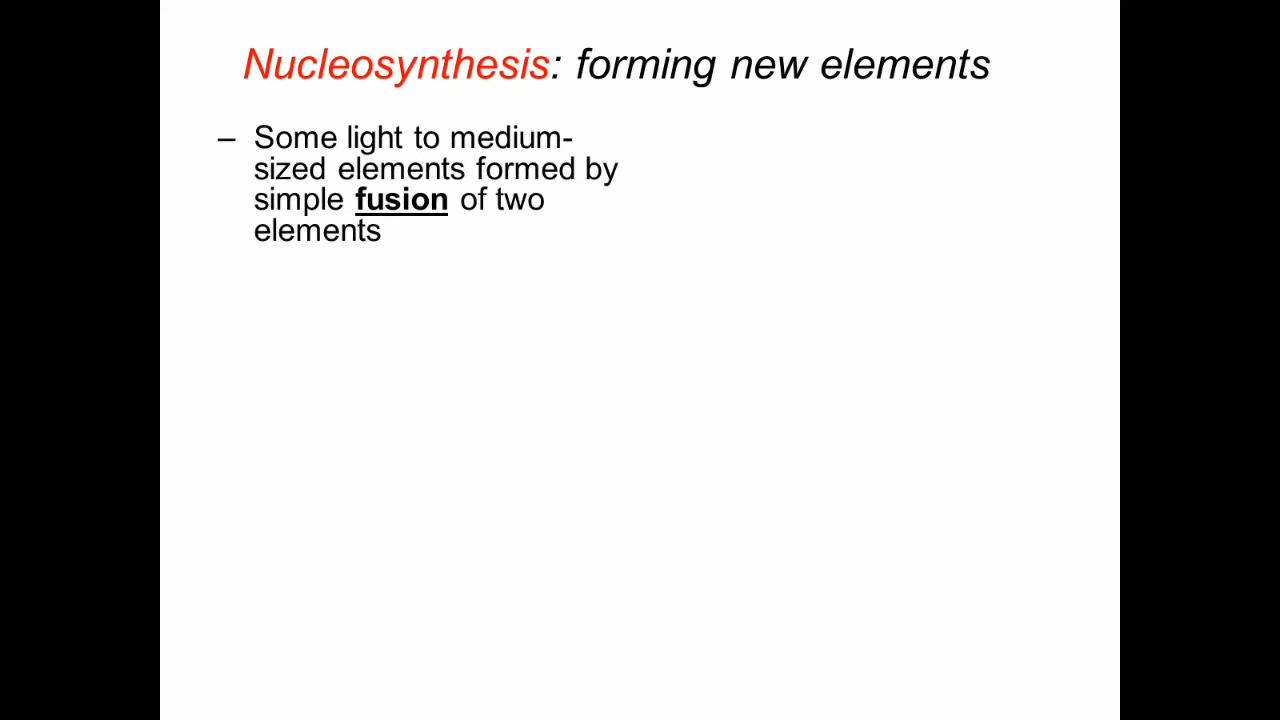 Nucleosynthesis: forming new elements
– Some light to medium-
sized elements formed by
simple fusion of two
elements